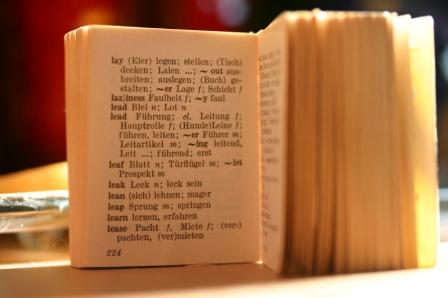 lay (Eier) legen; stellen; (Tisch)
decken; Laien ...; ~out aus-
breiten, auslegen; (Buch) ge-
stalten; ~er Lage f; Schicht f
laz|iness Faulheit f; ~y faul
lead Blei n; Lot n
lead Führung; el. Leitung f;
Hauptrolle f; (Hunde)Leine f;
führen, leiten; ~er Führer m;
Leitartikel m; ~ing leitend,
Leit ...; führend; erst
leaf Blatt n; Türflügel m; ~let
Prospekt m
leak Leck n; leck sein
lean (sich) lehnen; mager
leap Sprung m; springen
learn lernen, erfahren
lease Pacht f, Miete f; (ver-)
pachten, (ver)mieten
224